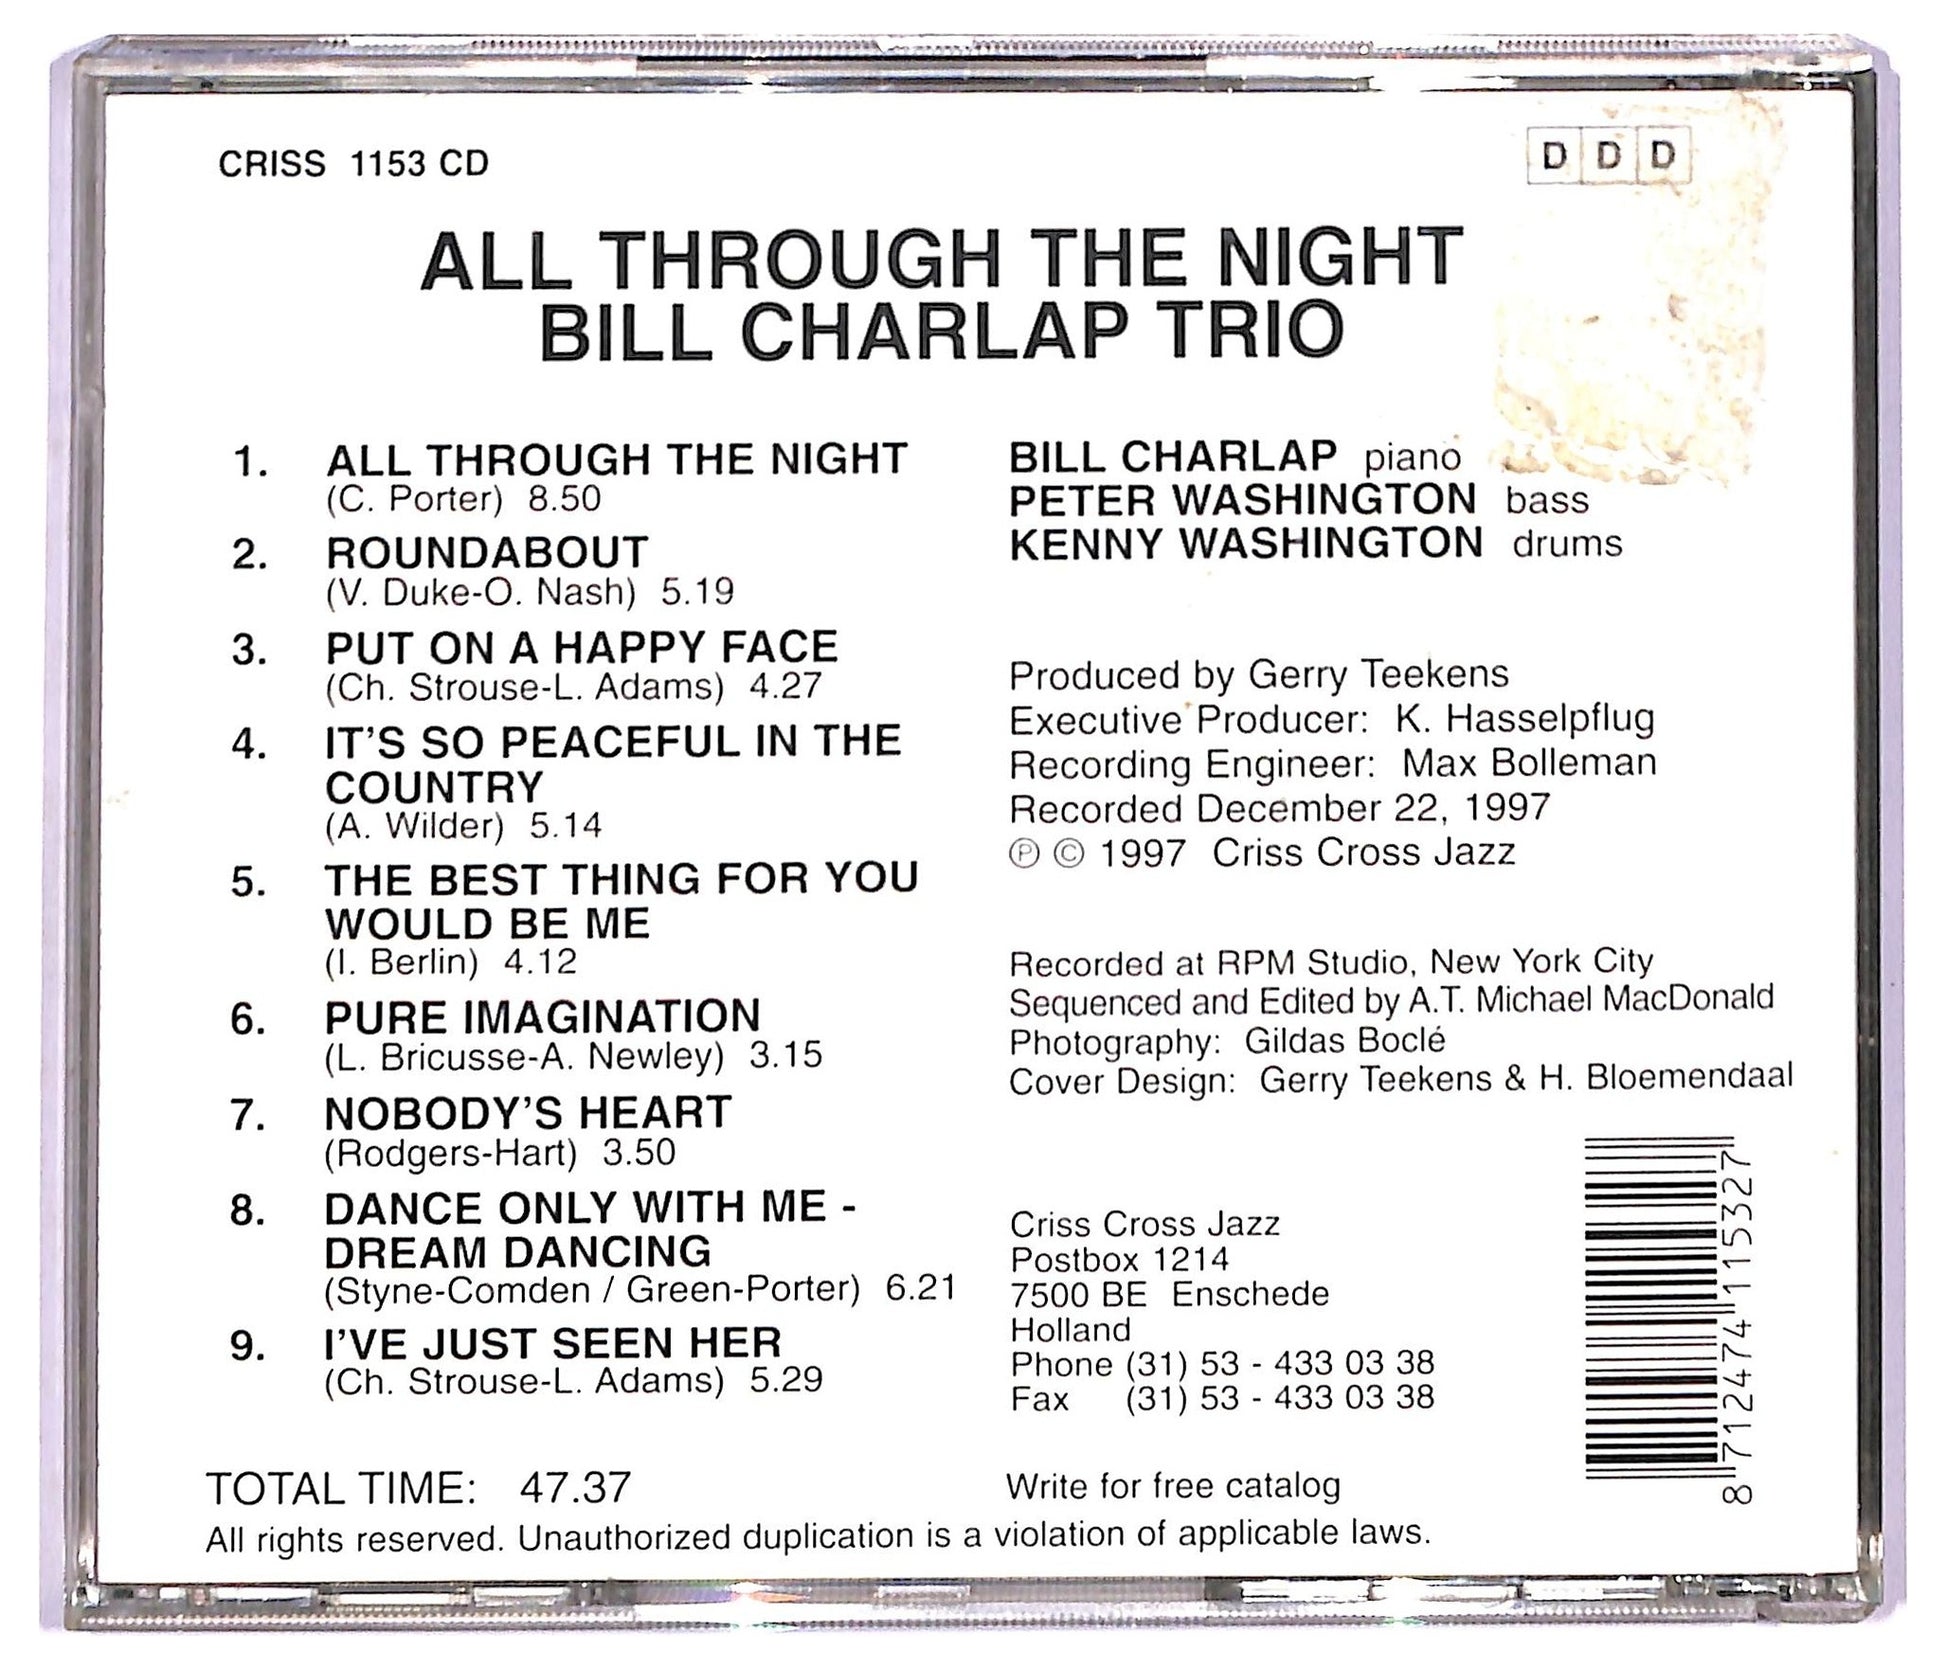 CRISS 1153 CD
D D D
ALL THROUGH THE NIGHT
BILL CHARLAP TRIO
1. ALL THROUGH THE NIGHT
(C. Porter) 8.50
2. ROUNDABOUT
(V. Duke-O. Nash) 5.19
3. PUT ON A HAPPY FACE
(Ch. Strouse-L. Adams) 4.27
4. IT'S SO PEACEFUL IN THE
COUNTRY
(A. Wilder) 5.14
5. THE BEST THING FOR YOU
WOULD BE ME
(I. Berlin) 4.12
6. PURE IMAGINATION
(L. Bricusse-A. Newley) 3.15
7. NOBODY'S HEART
(Rodgers-Hart) 3.50
8. DANCE ONLY WITH ME -
DREAM DANCING
(Styne-Comden / Green-Porter) 6.21
9. I'VE JUST SEEN HER
(Ch. Strouse-L. Adams) 5.29
TOTAL TIME: 47.37
BILL CHARLAP piano
PETER WASHINGTON bass
KENNY WASHINGTON drums
Produced by Gerry Teekens
Executive Producer: K. Hasselpflug
Recording Engineer: Max Bolleman
Recorded December 22, 1997
Ⓟ © 1997 Criss Cross Jazz
Recorded at RPM Studio, New York City
Sequenced and Edited by A.T. Michael MacDonald
Photography: Gildas Boclé
Cover Design: Gerry Teekens & H. Bloemendaal
Criss Cross Jazz
Postbox 1214
7500 BE Enschede
Holland
Phone (31) 53 - 433 03 38
Fax (31) 53 - 433 03 38
Write for free catalog
8 712474 115327
All rights reserved. Unauthorized duplication is a violation of applicable laws.